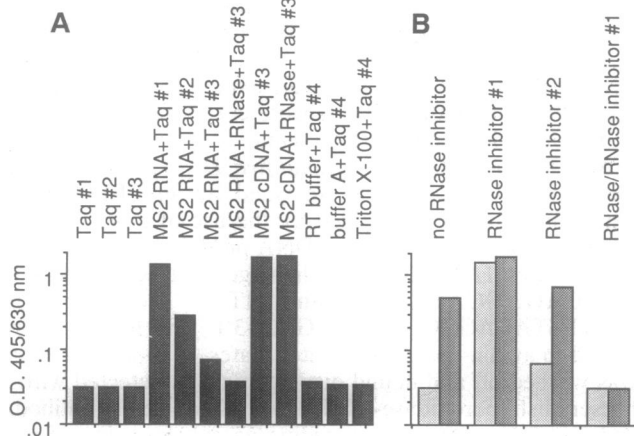 A
B
Taq #1
Taq #2
Taq #3
MS2 RNA+Taq #1
MS2 RNA+Taq #2
MS2 RNA+Taq #3
MS2 RNA+RNase+Taq #3
MS2 cDNA+Taq #3
MS2 cDNA+RNase+Taq #3
RT buffer+Taq #4
buffer A+Taq #4
Triton X-100+Taq #4
no RNase inhibitor
RNase inhibitor #1
RNase inhibitor #2
RNase/RNase inhibitor #1
O.D. 405/630 nm
1
.1
.01